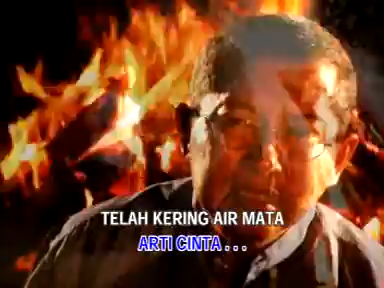 TELAH KERING AIR MATA
ARTI CINTA . . .